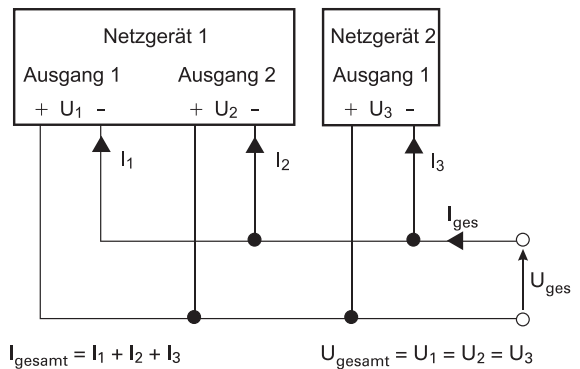 Netzgerät 1
Netzgerät 2
Ausgang 1
Ausgang 2
Ausgang 1
+ U₁ -
+ U₂ -
+ U₃
-
I₁
I₂
I₃
I_ges
U_ges
I_gesamt = I₁ + I₂ + I₃
U_gesamt = U₁ = U₂ = U₃